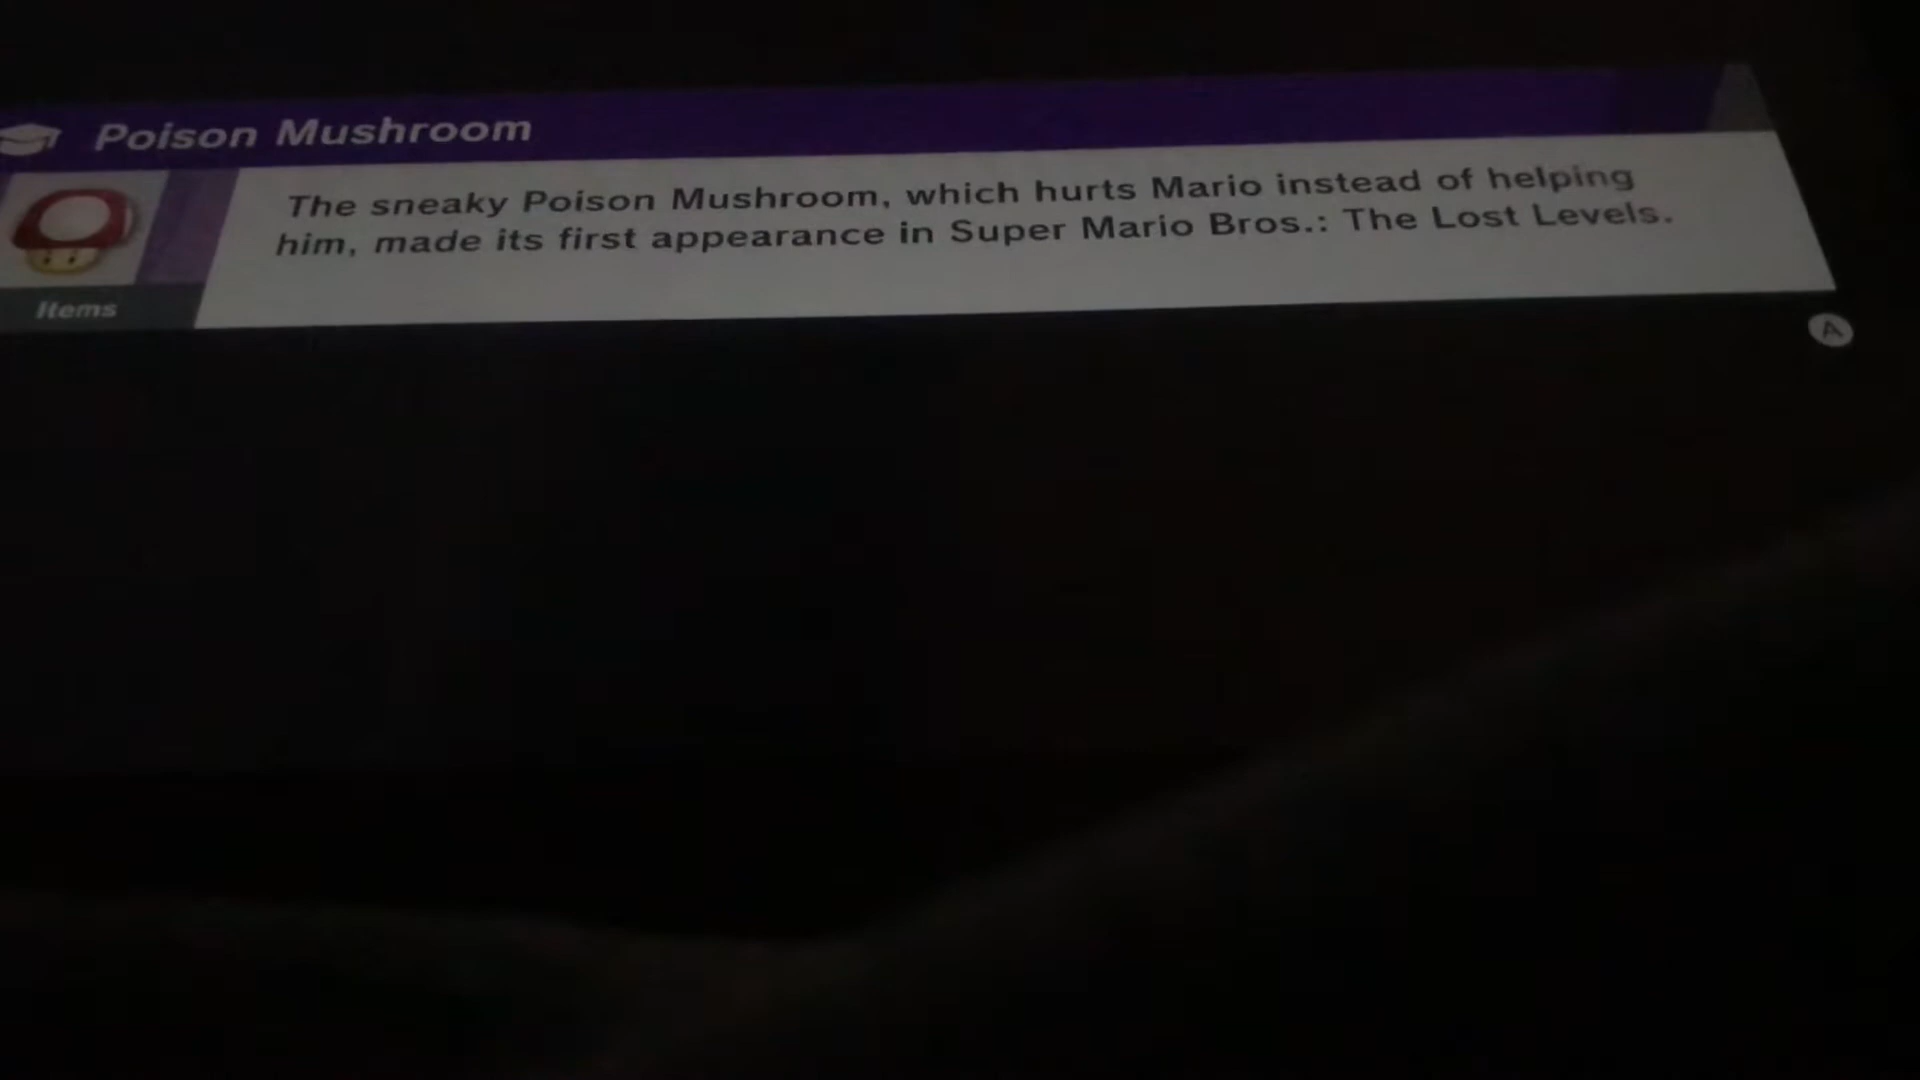 Poison Mushroom
The sneaky Poison Mushroom, which hurts Mario instead of helping
him, made its first appearance in Super Mario Bros.: The Lost Levels.
Items
A